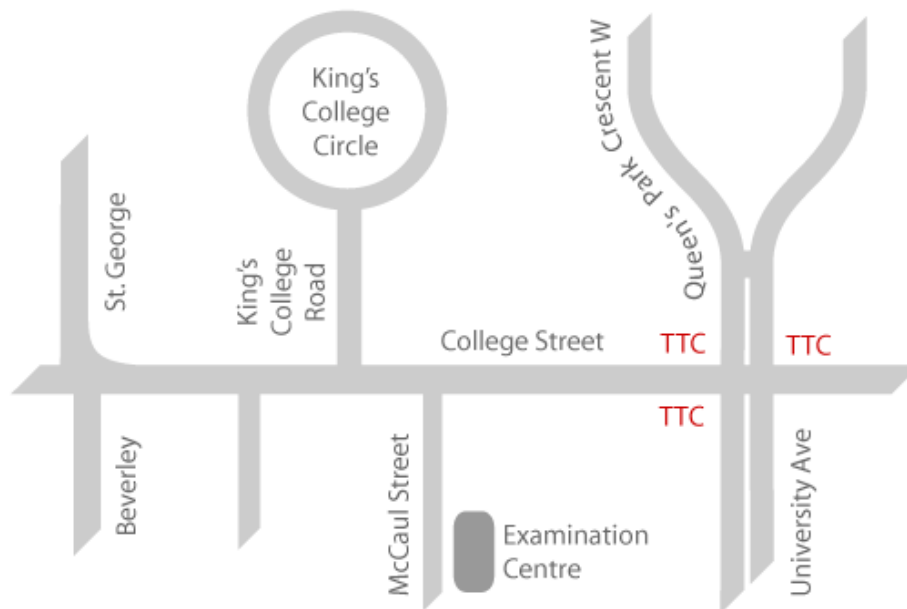 King's
College
Circle
Queen's Park Crescent W
St. George
King's
College
Road
College Street
TTC
TTC
TTC
Beverley
McCaul Street
Examination
Centre
University Ave